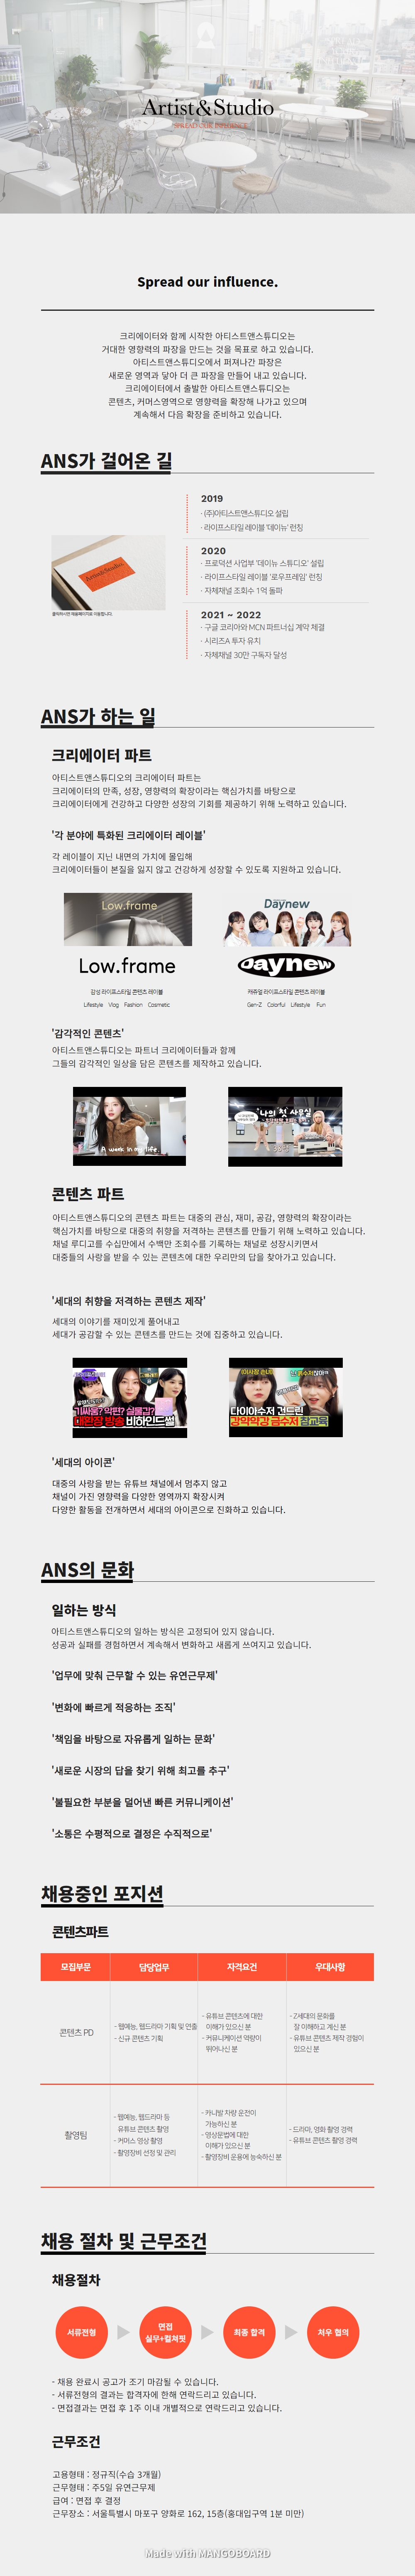 Artist&Studio
SPREAD OUR INFLUENCE
Spread our influence.
크리에이터와 함께 시작한 아티스트앤스튜디오는
거대한 영향력의 파장을 만드는 것을 목표로 하고 있습니다.
아티스트앤스튜디오에서 퍼져나간 파장은
새로운 영역과 닿아 더 큰 파장을 만들어 내고 있습니다.
크리에이터에서 출발한 아티스트앤스튜디오는
콘텐츠, 커머스영역으로 영향력을 확장해 나가고 있으며
계속해서 다음 확장을 준비하고 있습니다.
ANS가 걸어온 길
2019
· (주)아티스트앤스튜디오 설립
· 라이프스타일 레이블 '데이뉴' 런칭
2020
· 프로덕션 사업부 '데이뉴 스튜디오' 설립
· 라이프스타일 레이블 '로우프레임' 런칭
· 자체채널 조회수 1억 돌파
Artist&Studio
클릭하시면 채용페이지로 이동합니다.
2021 ~ 2022
· 구글 코리아와 MCN 파트너십 계약 체결
· 시리즈A 투자 유치
· 자체채널 30만 구독자 달성
ANS가 하는 일
크리에이터 파트
아티스트앤스튜디오의 크리에이터 파트는
크리에이터의 만족, 성장, 영향력의 확장이라는 핵심가치를 바탕으로
크리에이터에게 건강하고 다양한 성장의 기회를 제공하기 위해 노력하고 있습니다.
'각 분야에 특화된 크리에이터 레이블'
각 레이블이 지닌 내면의 가치에 몰입해
크리에이터들이 본질을 잃지 않고 건강하게 성장할 수 있도록 지원하고 있습니다.
Low.frame
Daynew
Low.frame
Daynew
감성 라이프스타일 콘텐츠 레이블
캐쥬얼 라이프스타일 콘텐츠 레이블
Lifestyle Vlog Fashion Cosmetic
Gen-Z Colorful Lifestyle Fun
'감각적인 콘텐츠'
아티스트앤스튜디오는 파트너 크리에이터들과 함께
그들의 감각적인 일상을 담은 콘텐츠를 제작하고 있습니다.
A work in my life
나의 첫 사무실
콘텐츠 파트
아티스트앤스튜디오의 콘텐츠 파트는 대중의 관심, 재미, 공감, 영향력의 확장이라는
핵심가치를 바탕으로 대중의 취향을 저격하는 콘텐츠를 만들기 위해 노력하고 있습니다.
채널 루디고를 수십만에서 수백만 조회수를 기록하는 채널로 성장시키면서
대중들의 사랑을 받을 수 있는 콘텐츠에 대한 우리만의 답을 찾아가고 있습니다.
'세대의 취향을 저격하는 콘텐츠 제작'
세대의 이야기를 재미있게 풀어내고
세대가 공감할 수 있는 콘텐츠를 만드는 것에 집중하고 있습니다.
기싸움? 악편? 실물갑?
비하인드썰
다이아수저 건드린
강약약강 금수저 참교육
'세대의 아이콘'
대중의 사랑을 받는 유튜브 채널에서 멈추지 않고
채널이 가진 영향력을 다양한 영역까지 확장시켜
다양한 활동을 전개하면서 세대의 아이콘으로 진화하고 있습니다.
ANS의 문화
일하는 방식
아티스트앤스튜디오의 일하는 방식은 고정되어 있지 않습니다.
성공과 실패를 경험하면서 계속해서 변화하고 새롭게 쓰여지고 있습니다.
'업무에 맞춰 근무할 수 있는 유연근무제'
'변화에 빠르게 적응하는 조직'
'책임을 바탕으로 자유롭게 일하는 문화'
'새로운 시장의 답을 찾기 위해 최고를 추구'
'불필요한 부분을 덜어낸 빠른 커뮤니케이션'
'소통은 수평적으로 결정은 수직적으로'
채용중인 포지션
콘텐츠파트
모집부문 담당업무 자격요건 우대사항
콘텐츠 PD
- 웹예능, 웹드라마 기획 및 연출
- 신규 콘텐츠 기획
- 유튜브 콘텐츠에 대한
이해가 있으신 분
- 커뮤니케이션 역량이
뛰어나신 분
- Z세대의 문화를
잘 이해하고 계신 분
- 유튜브 콘텐츠 제작 경험이
있으신 분
촬영팀
- 웹예능, 웹드라마 등
유튜브 콘텐츠 촬영
- 커머스 영상 촬영
- 촬영장비 선정 및 관리
- 카니발 차량 운전이
가능하신 분
- 영상문법에 대한
이해가 있으신 분
- 촬영장비 운용에 능숙하신 분
- 드라마, 영화 촬영 경력
- 유튜브 콘텐츠 촬영 경력
채용 절차 및 근무조건
채용절차
서류전형
면접
실무+컬쳐핏
최종 합격
처우 협의
- 채용 완료시 공고가 조기 마감될 수 있습니다.
- 서류전형의 결과는 합격자에 한해 연락드리고 있습니다.
- 면접결과는 면접 후 1주 이내 개별적으로 연락드리고 있습니다.
근무조건
고용형태 : 정규직(수습 3개월)
근무형태 : 주5일 유연근무제
급여 : 면접 후 결정
근무장소 : 서울특별시 마포구 양화로 162, 15층(홍대입구역 1분 미만)
Made with MANGOBOARD